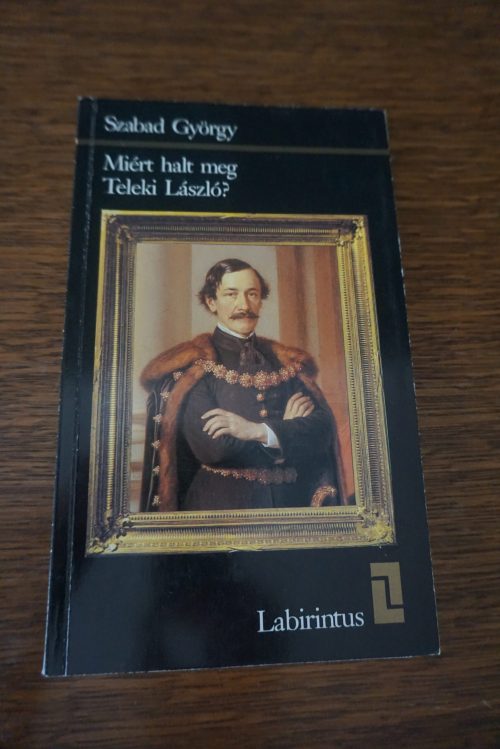 Szabad György
Miért halt meg
Teleki László?
Labirintus